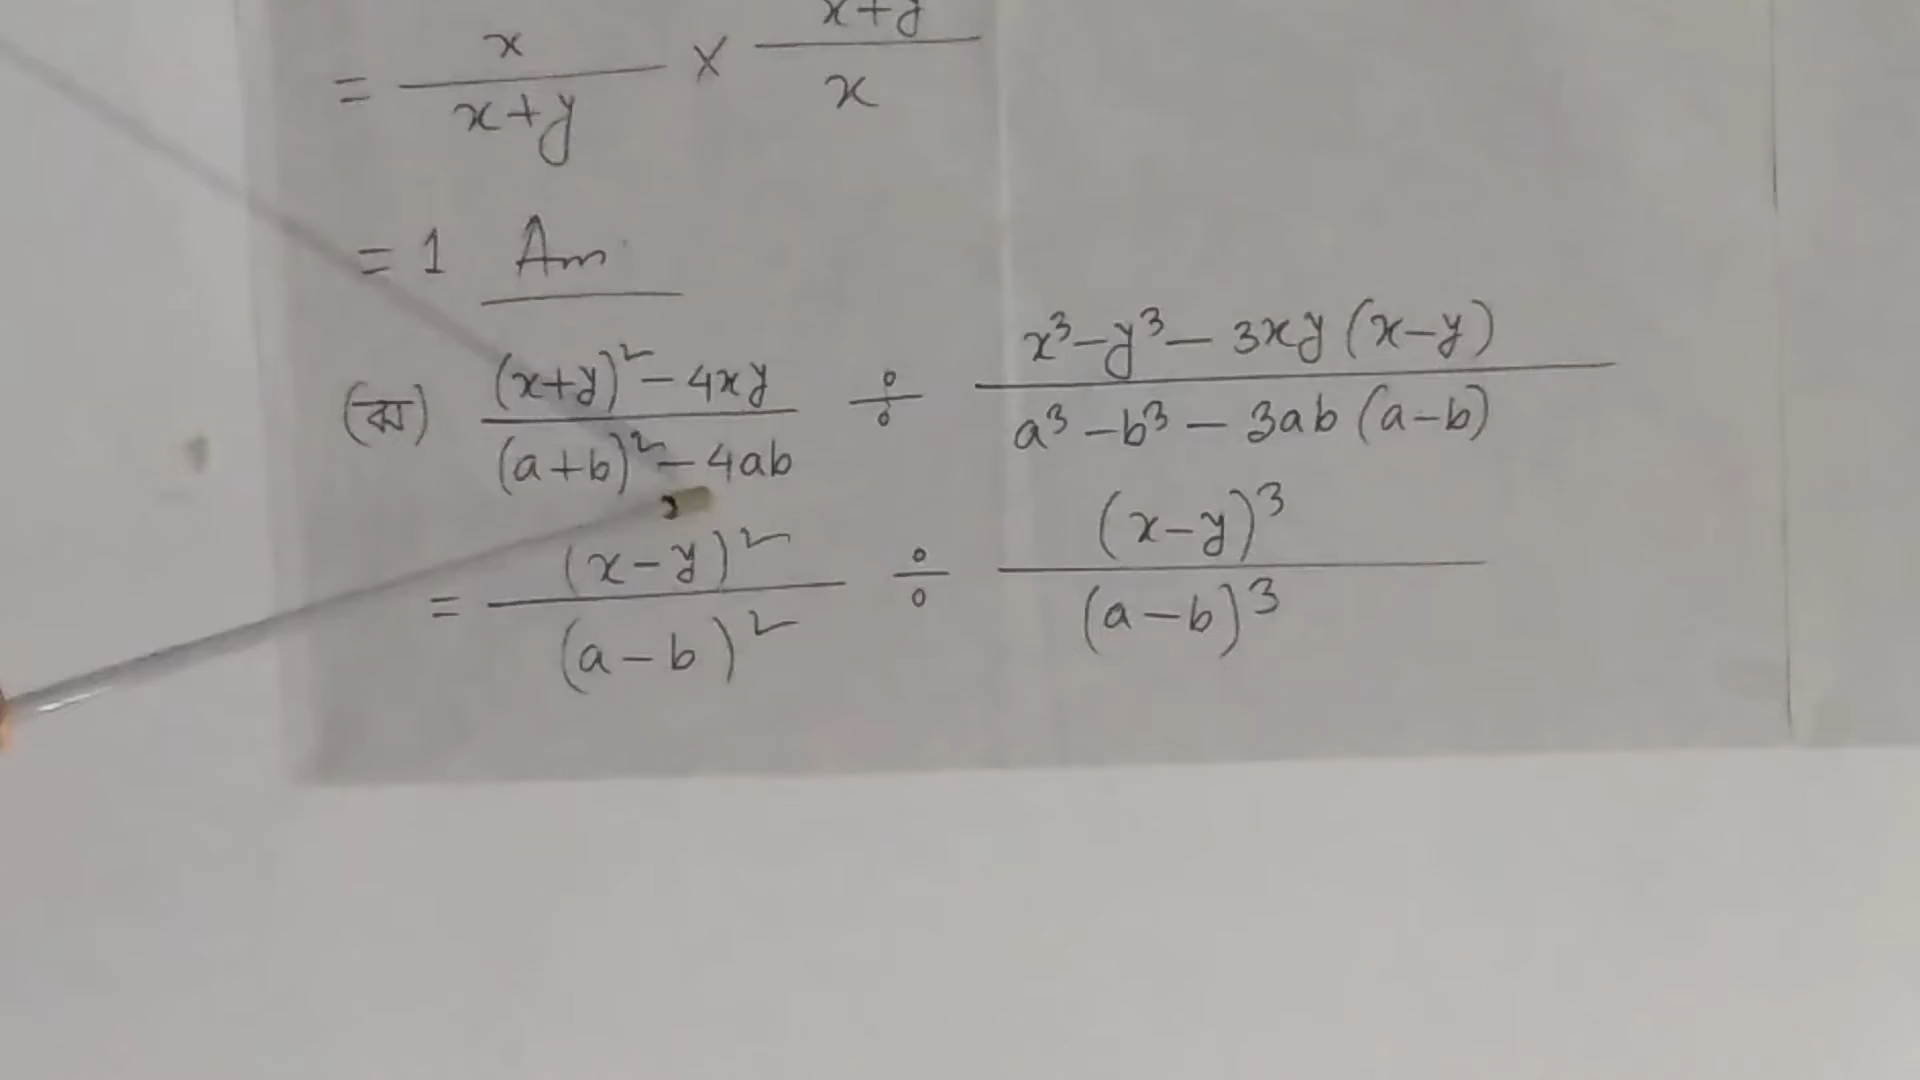 = x / x+y × x+y / x
= 1 Ans
(ঝ) (x+y)² - 4xy / (a+b)² - 4ab ÷ x³ - y³ - 3xy (x-y) / a³ - b³ - 3ab (a-b)
= (x-y)² / (a-b)² ÷ (x-y)³ / (a-b)³